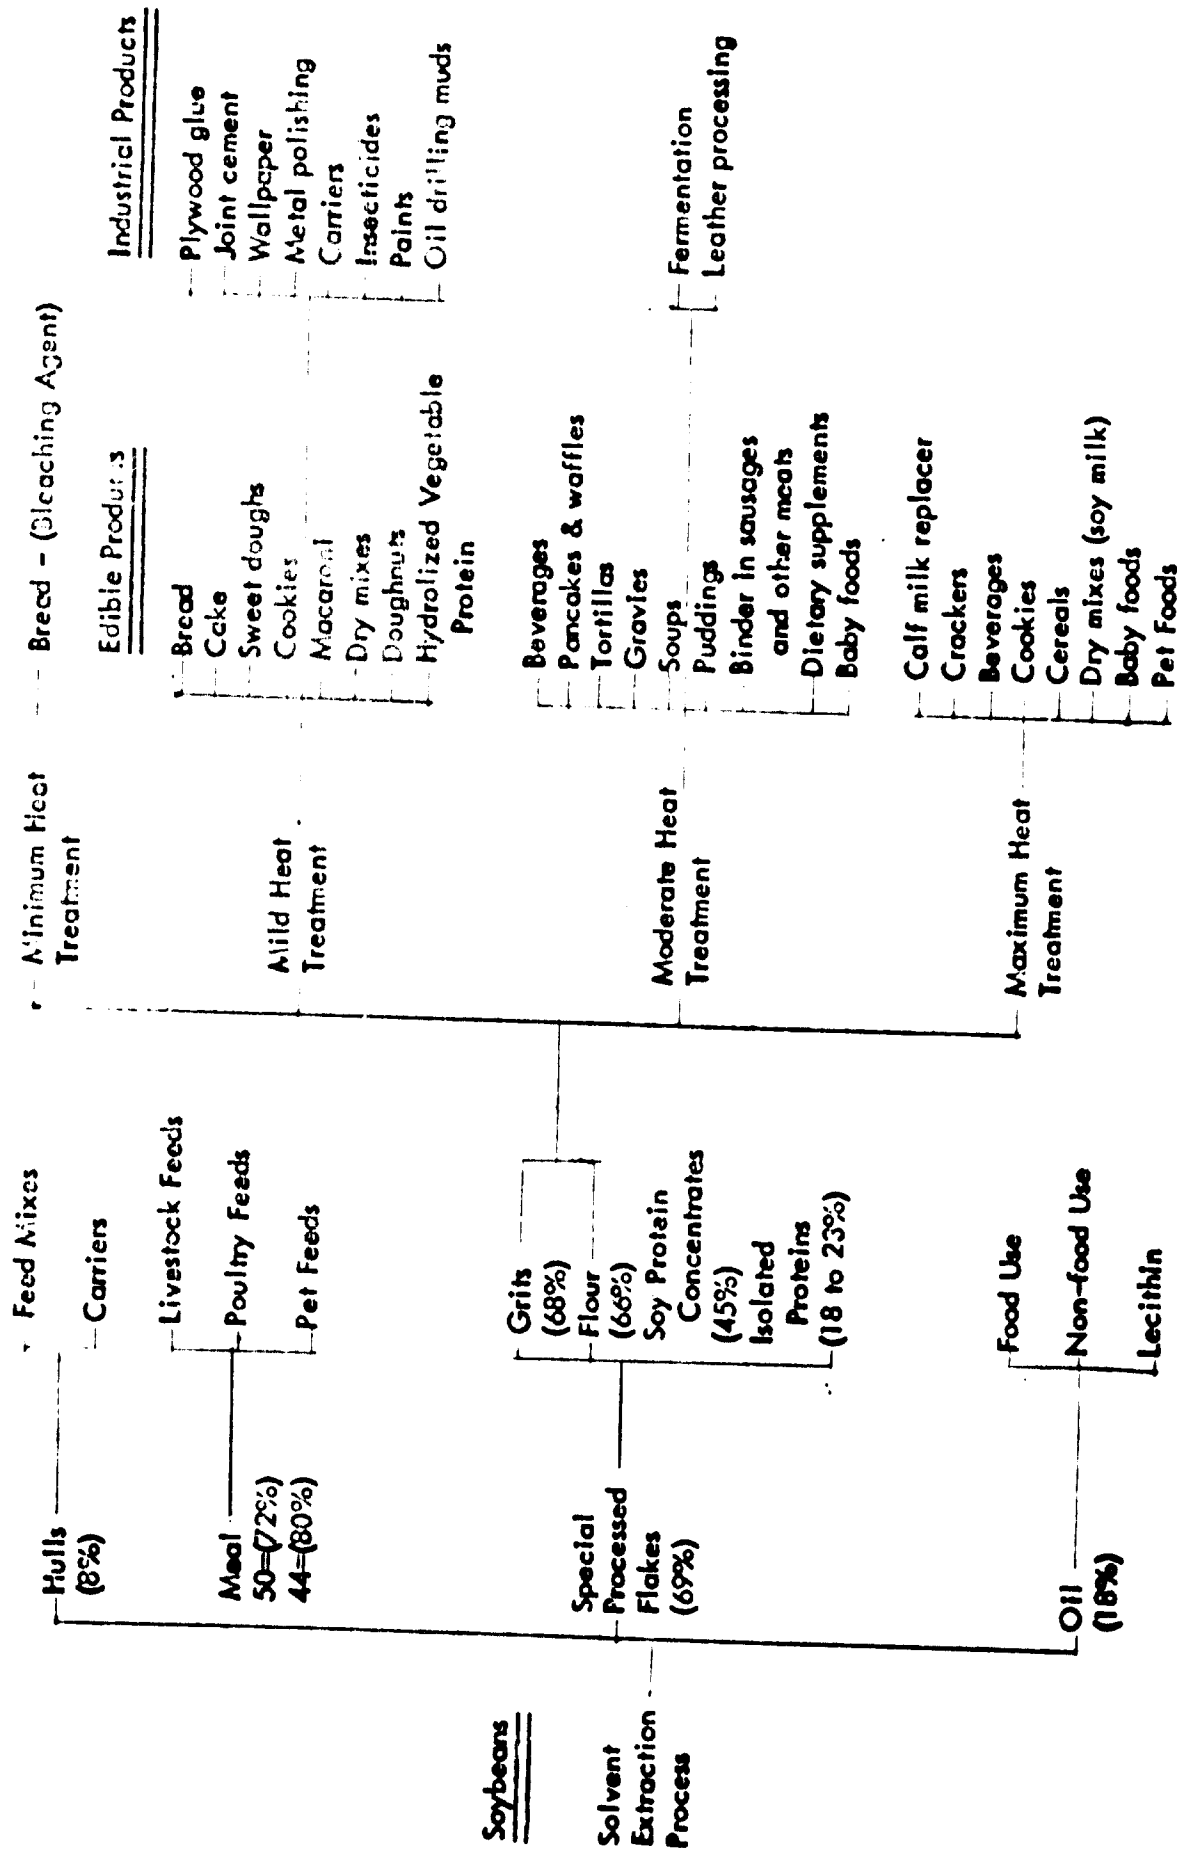 Soybeans
Solvent
Extraction
Process
Hulls
(8%)
Meal
50=(72%)
44=(80%)
Special
Processed
Flakes
(69%)
Oil
(18%)
Feed Mixes
Carriers
Livestock Feeds
Poultry Feeds
Pet Feeds
Grits
(68%)
Flour
(66%)
Soy Protein
Concentrates
(45%)
Isolated
Proteins
(18 to 23%)
Food Use
Non-food Use
Lecithin
Minimum Heat
Treatment
Mild Heat
Treatment
Moderate Heat
Treatment
Maximum Heat
Treatment
Bread - (Bleaching Agent)
Edible Products
Bread
Cake
Sweet doughs
Cookies
Macaroni
Dry mixes
Doughnuts
Hydrolized Vegetable
Protein
Beverages
Pancakes & waffles
Tortillas
Gravies
Soups
Puddings
Binder in sausages
and other meats
Dietary supplements
Baby foods
Calf milk replacer
Crackers
Beverages
Cookies
Cereals
Dry mixes (soy milk)
Baby foods
Pet Foods
Industrial Products
Plywood glue
Joint cement
Wallpaper
Metal polishing
Carriers
Insecticides
Paints
Oil drilling muds
Fermentation
Leather processing